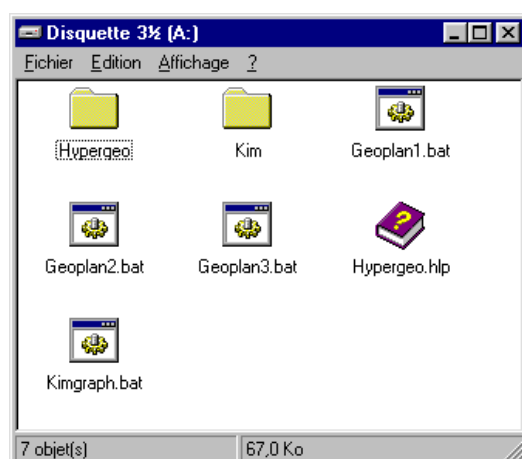 Disquette 3½ (A:)
Fichier Edition Affichage ?
Hypergeo Kim Geoplan1.bat
Geoplan2.bat Geoplan3.bat Hypergeo.hlp
Kimgraph.bat
7 objet(s) 67,0 Ko